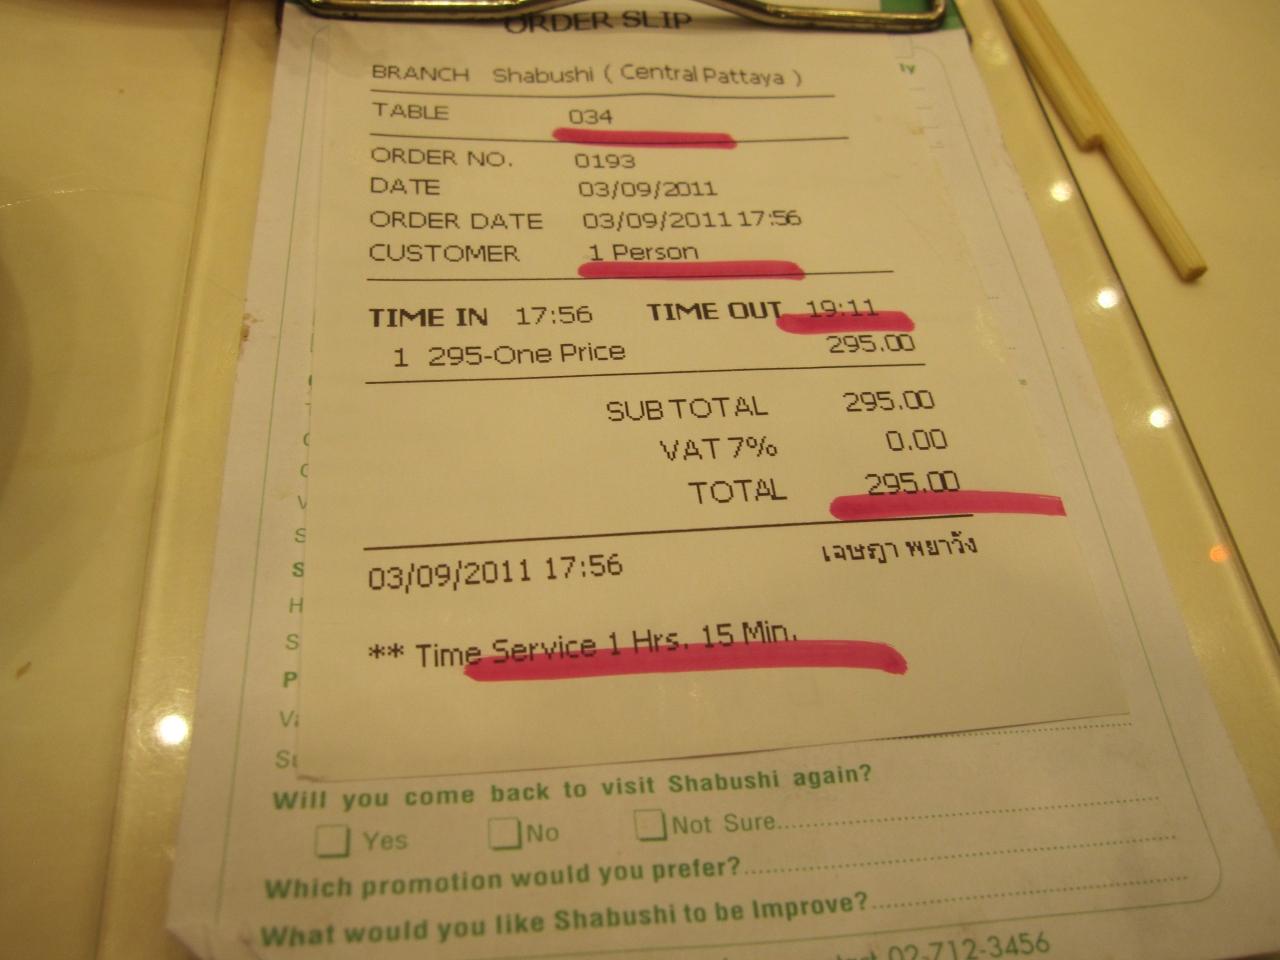 ORDER SLIP
BRANCH Shabushi ( Central Pattaya )
ty
TABLE 034
ORDER NO. 0193
DATE 03/09/2011
ORDER DATE 03/09/2011 17:56
CUSTOMER 1 Person
TIME IN 17:56 TIME OUT 19:11
1 295-One Price 295.00
SUB TOTAL 295.00
VAT 7% 0.00
TOTAL 295.00
03/09/2011 17:56 เจษฎา พยาวัง
** Time Service 1 Hrs. 15 Min.
Will you come back to visit Shabushi again?
Yes No Not Sure
Which promotion would you prefer?
What would you like Shabushi to be Improve?
02-712-3456